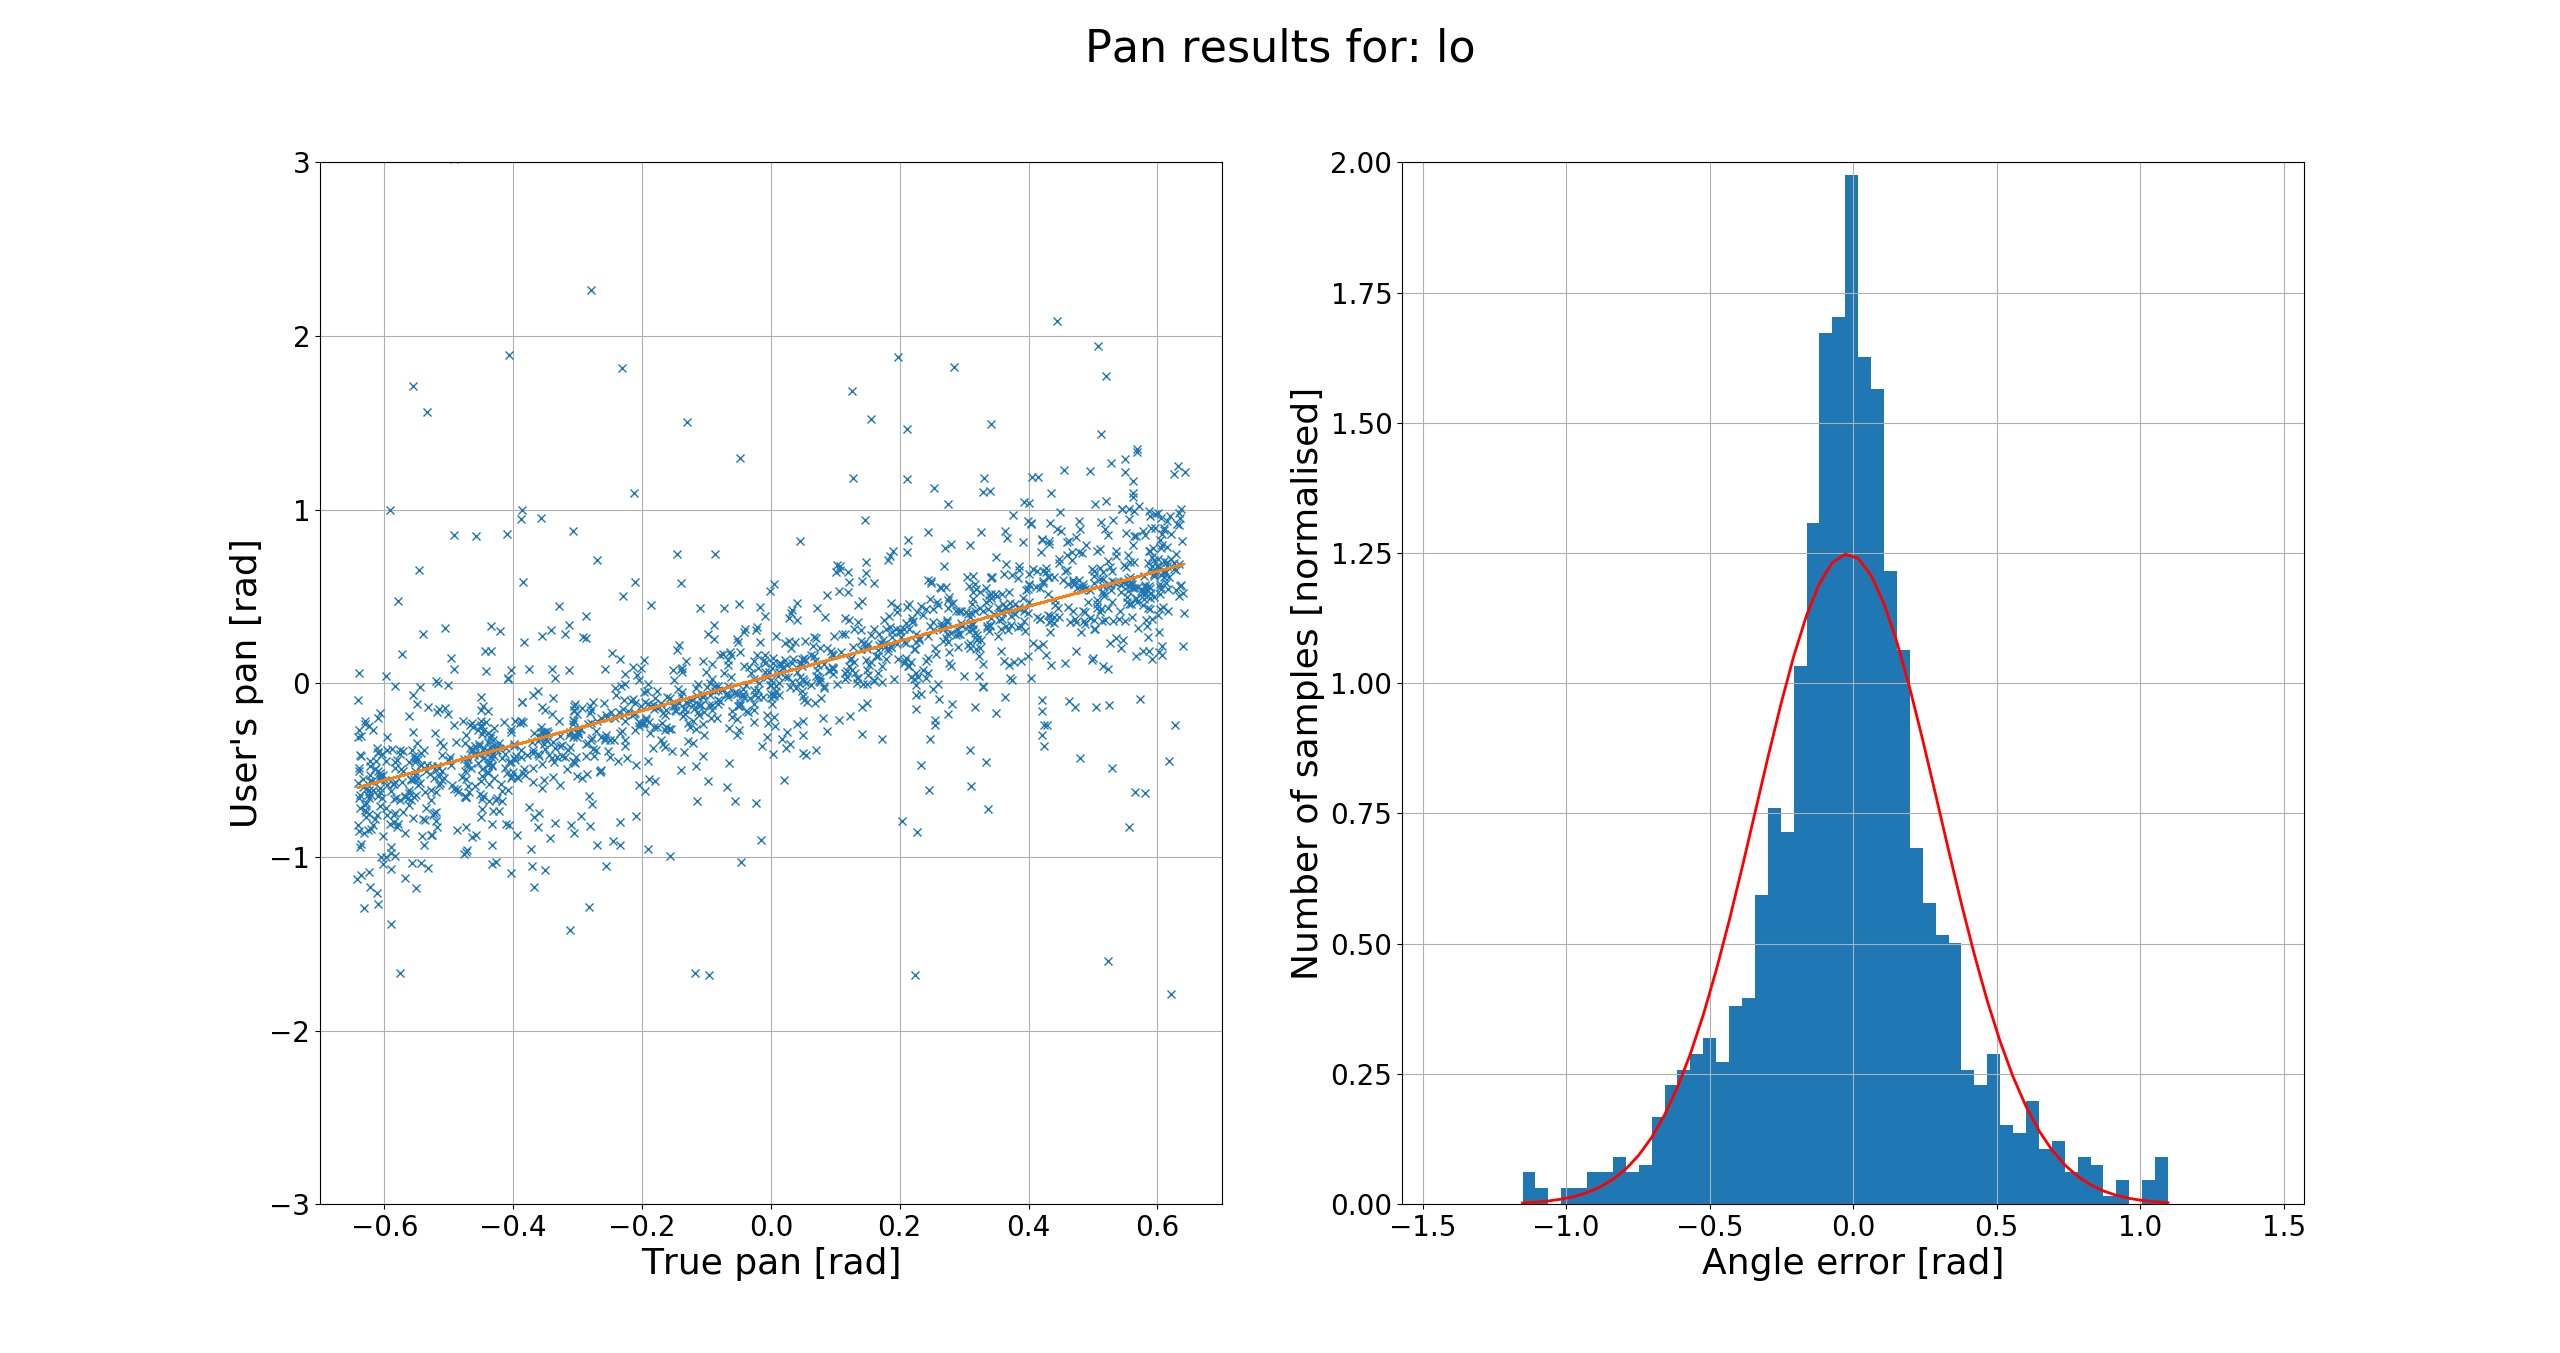 Pan results for: lo
User's pan [rad]
3
2
1
0
−1
−2
−3
−0.6 −0.4 −0.2 0.0 0.2 0.4 0.6
True pan [rad]
Number of samples [normalised]
2.00
1.75
1.50
1.25
1.00
0.75
0.50
0.25
0.00
−1.5 −1.0 −0.5 0.0 0.5 1.0 1.5
Angle error [rad]